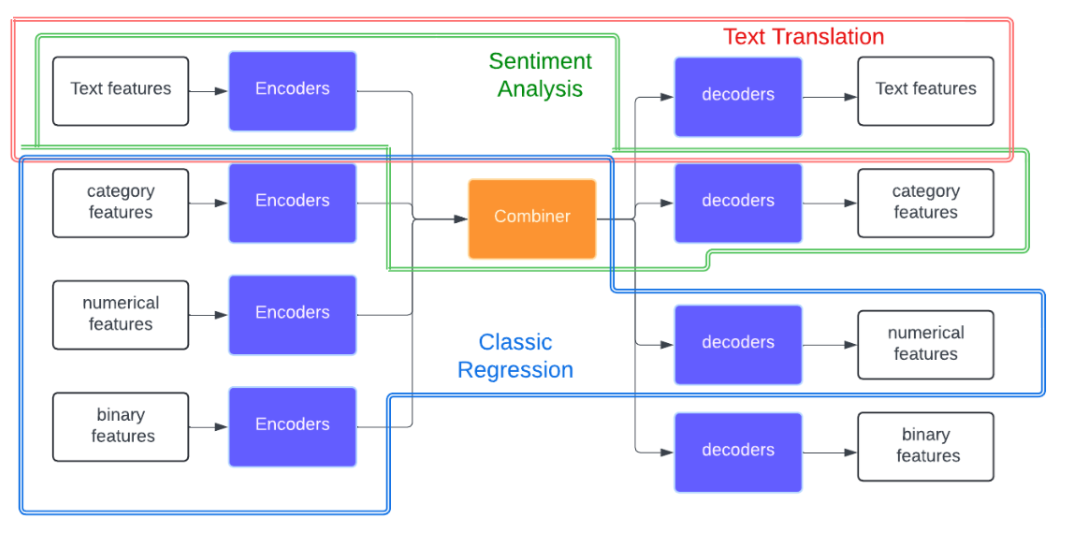 Text Translation
Sentiment
Analysis
Text features
Encoders
decoders
Text features
category
features
Encoders
Combiner
decoders
category
features
numerical
features
Encoders
Classic
Regression
decoders
numerical
features
binary
features
Encoders
decoders
binary
features